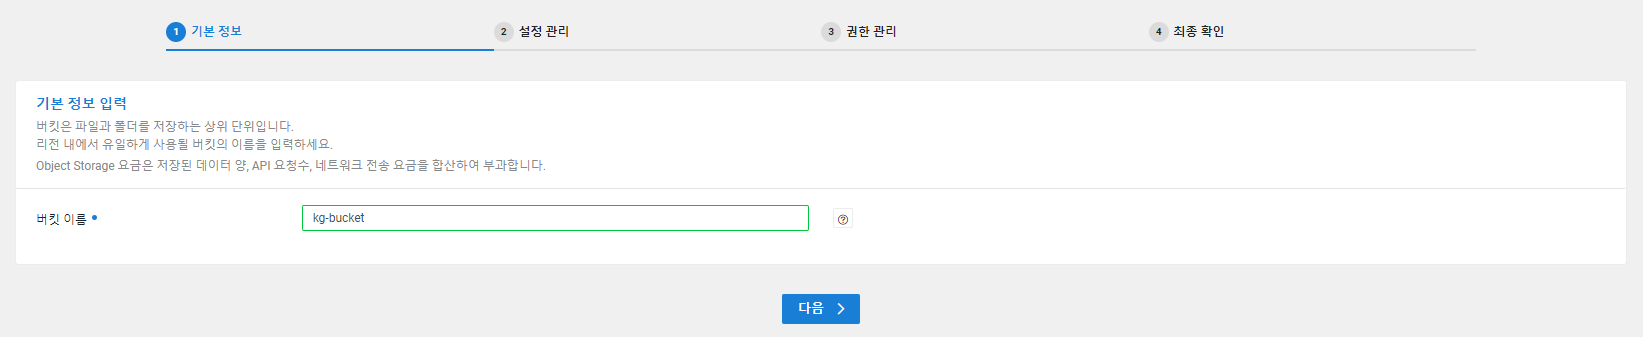 1 기본 정보
2 설정 관리
3 권한 관리
4 최종 확인
기본 정보 입력
버킷은 파일과 폴더를 저장하는 상위 단위입니다.
리전 내에서 유일하게 사용될 버킷의 이름을 입력하세요.
Object Storage 요금은 저장된 데이터 양, API 요청수, 네트워크 전송 요금을 합산하여 부과합니다.
버킷 이름
kg-bucket
?
다음